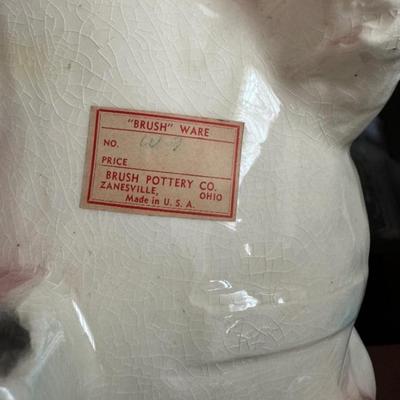 "BRUSH" WARE
NO.
PRICE
BRUSH POTTERY CO.
ZANESVILLE, OHIO
Made in U. S. A.